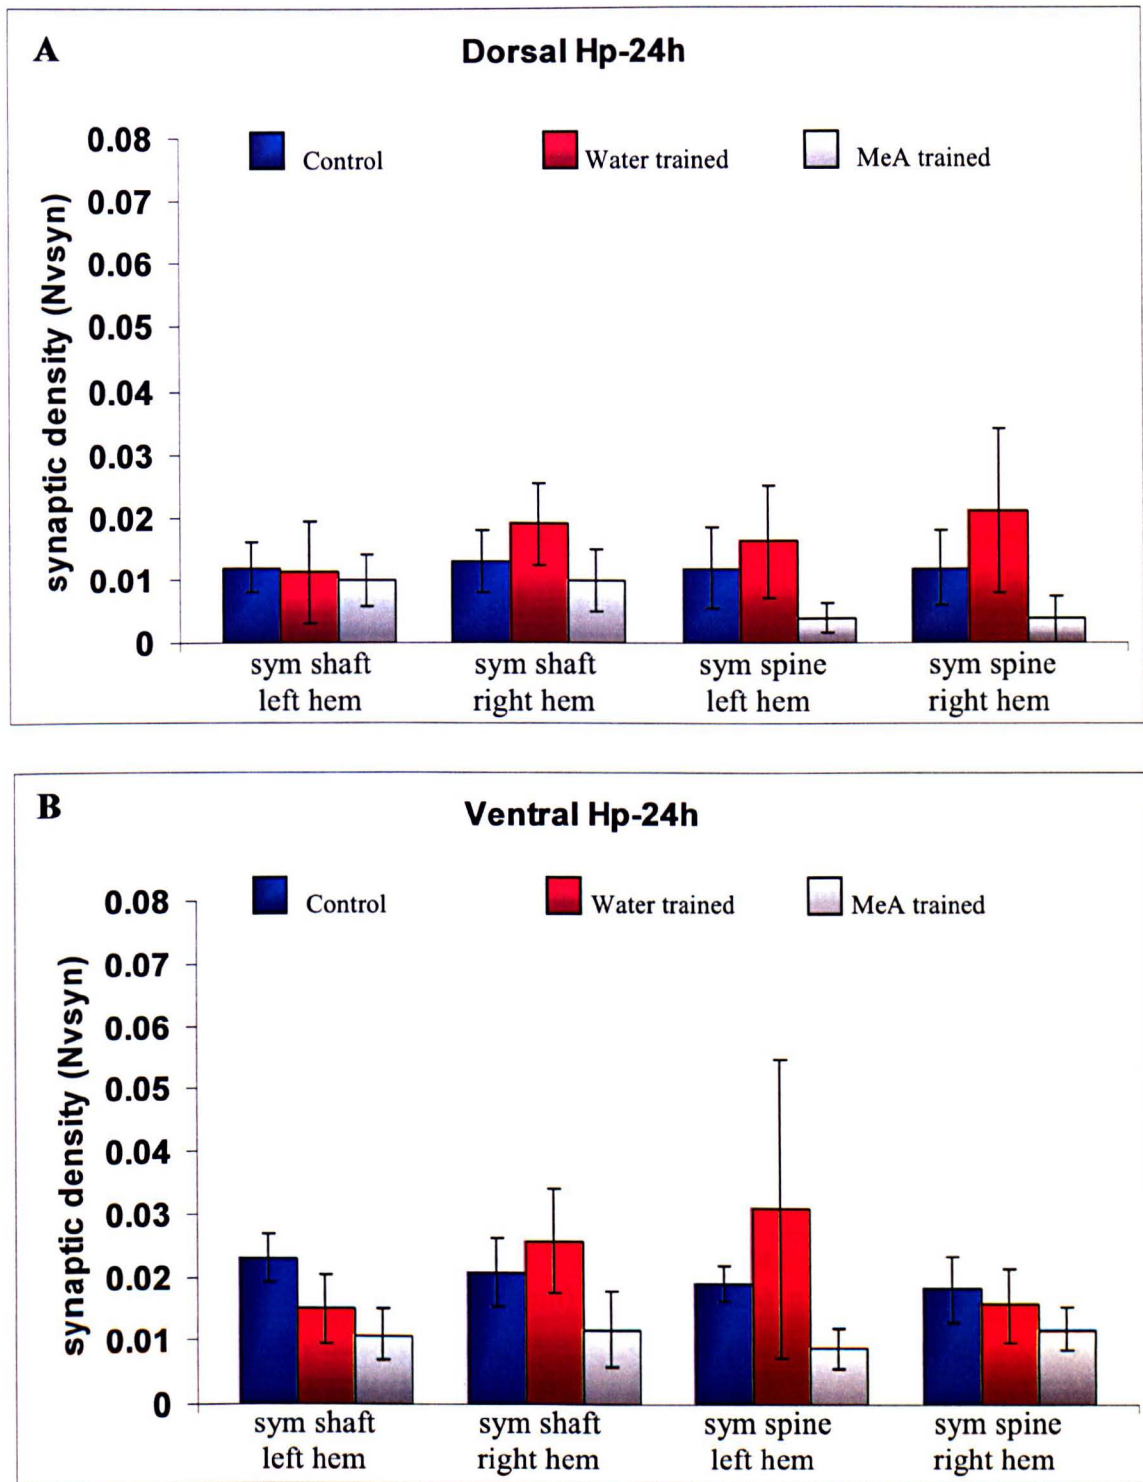 A
Dorsal Hp-24h
Control
Water trained
MeA trained
synaptic density (Nvsyn)
0.08
0.07
0.06
0.05
0.04
0.03
0.02
0.01
0
sym shaft
left hem
sym shaft
right hem
sym spine
left hem
sym spine
right hem
B
Ventral Hp-24h
Control
Water trained
MeA trained
synaptic density (Nvsyn)
0.08
0.07
0.06
0.05
0.04
0.03
0.02
0.01
0
sym shaft
left hem
sym shaft
right hem
sym spine
left hem
sym spine
right hem